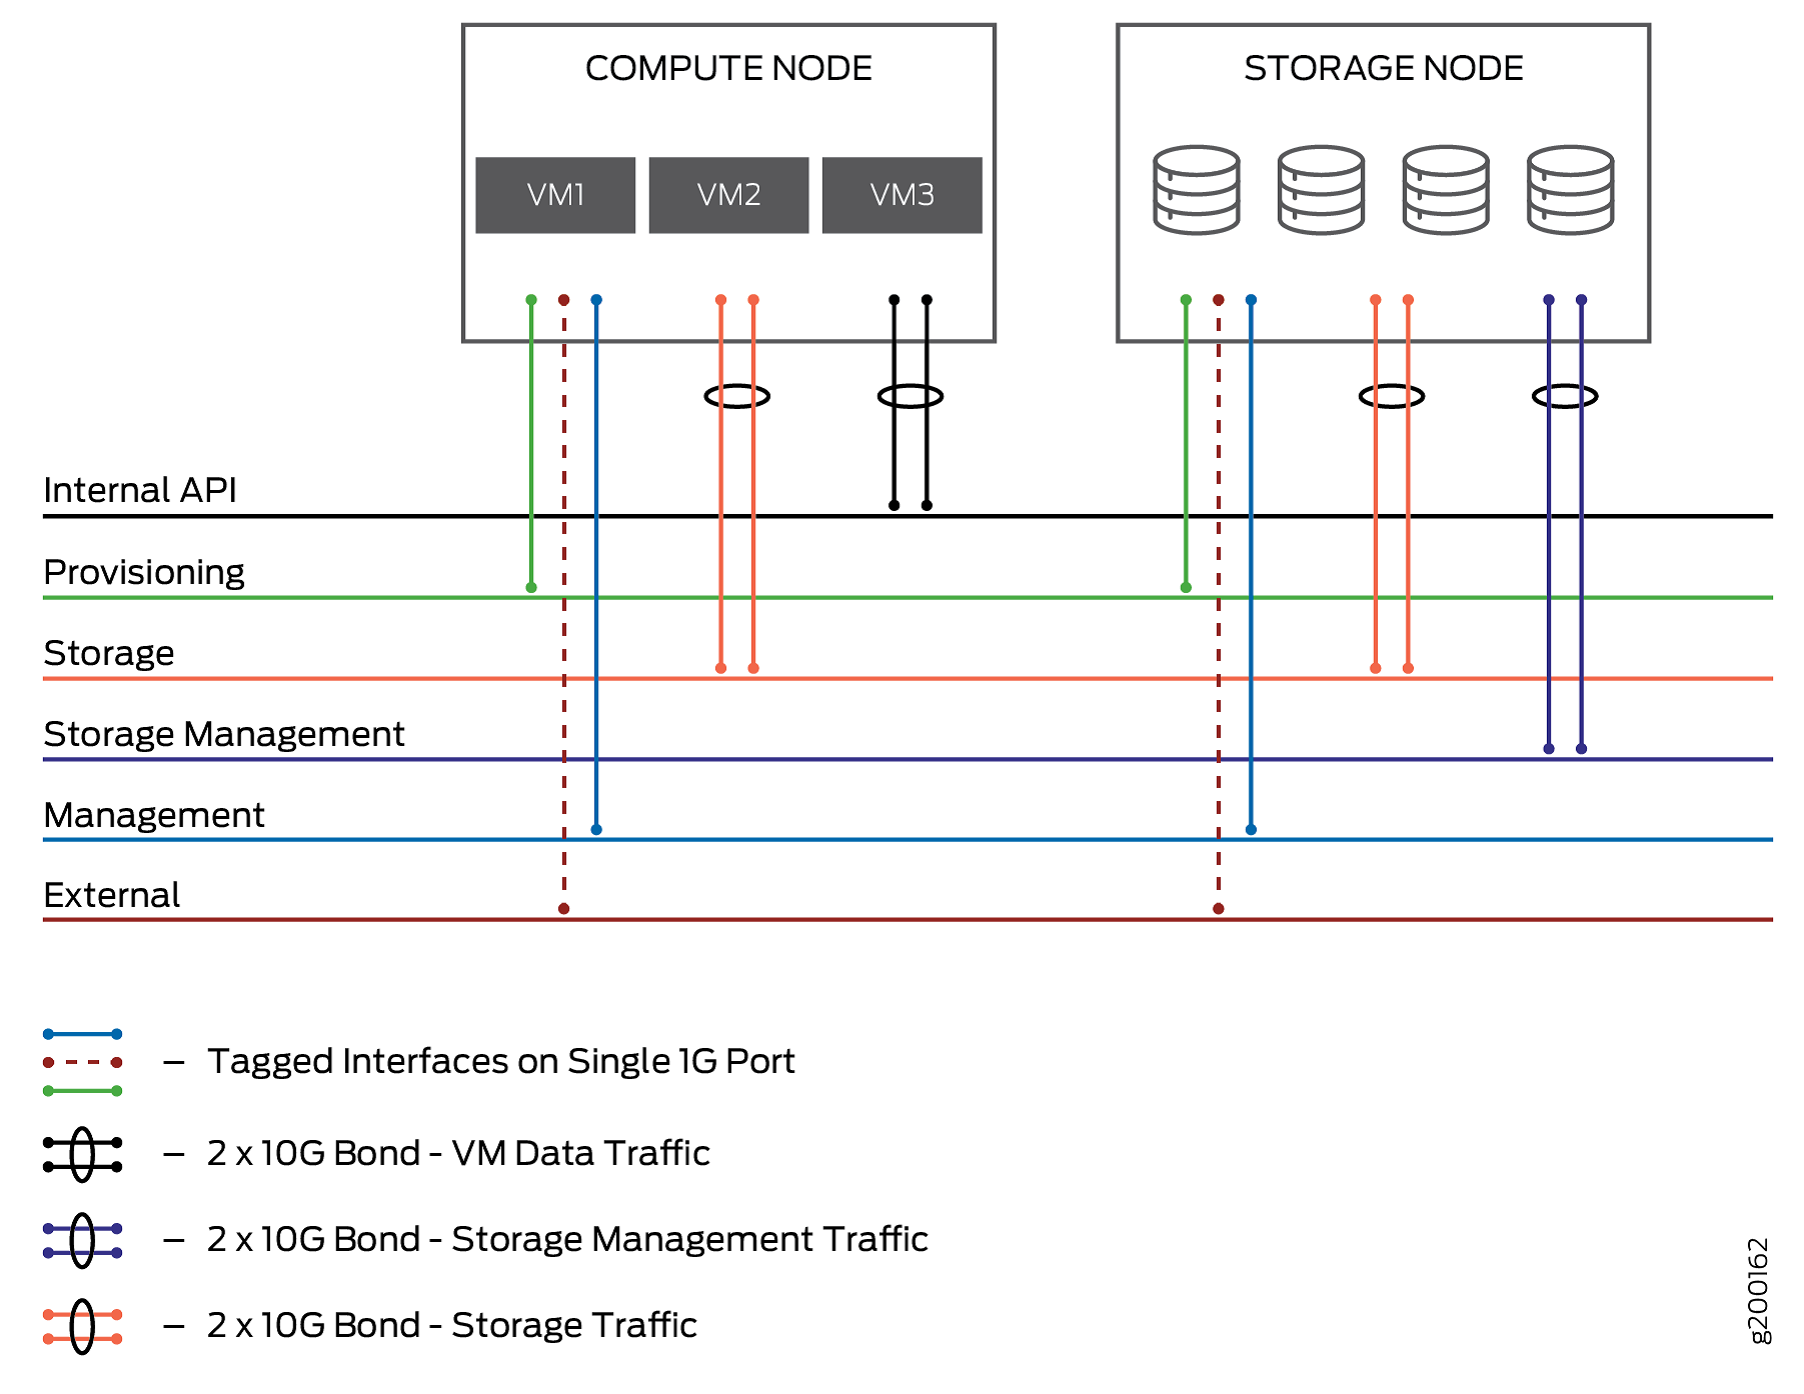 COMPUTE NODE
STORAGE NODE
VM1
VM2
VM3
Internal API
Provisioning
Storage
Storage Management
Management
External
– Tagged Interfaces on Single 1G Port
– 2 x 10G Bond - VM Data Traffic
– 2 x 10G Bond - Storage Management Traffic
– 2 x 10G Bond - Storage Traffic
g200162